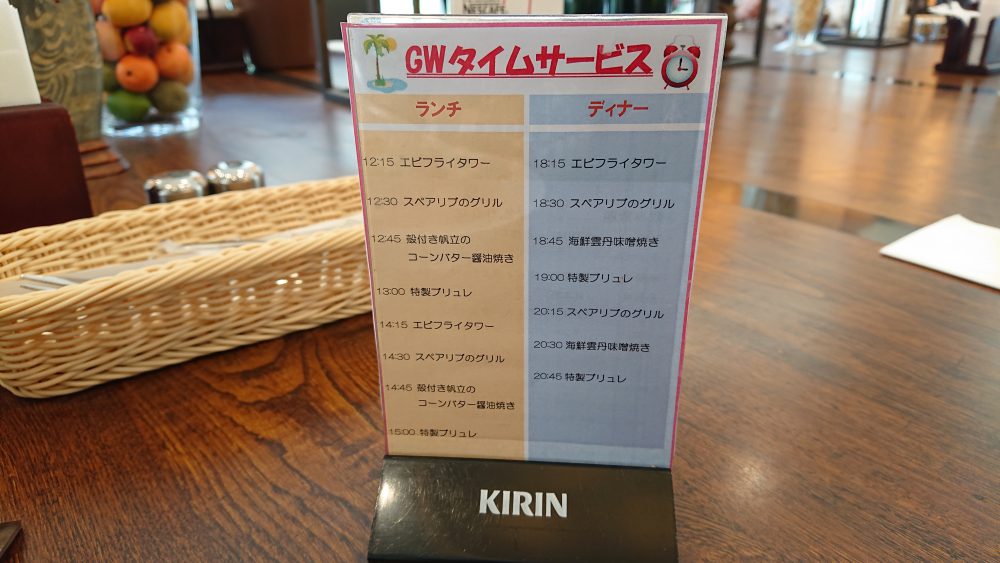 NESCAFÉ
GWタイムサービス
ランチ
12:15 エビフライタワー
12:30 スペアリブのグリル
12:45 殻付き帆立の
コーンバター醤油焼き
13:00 特製ブリュレ
14:15 エビフライタワー
14:30 スペアリブのグリル
14:45 殻付き帆立の
コーンバター醤油焼き
15:00 特製ブリュレ
ディナー
18:15 エビフライタワー
18:30 スペアリブのグリル
18:45 海鮮雲丹味噌焼き
19:00 特製ブリュレ
20:15 スペアリブのグリル
20:30 海鮮雲丹味噌焼き
20:45 特製ブリュレ
KIRIN